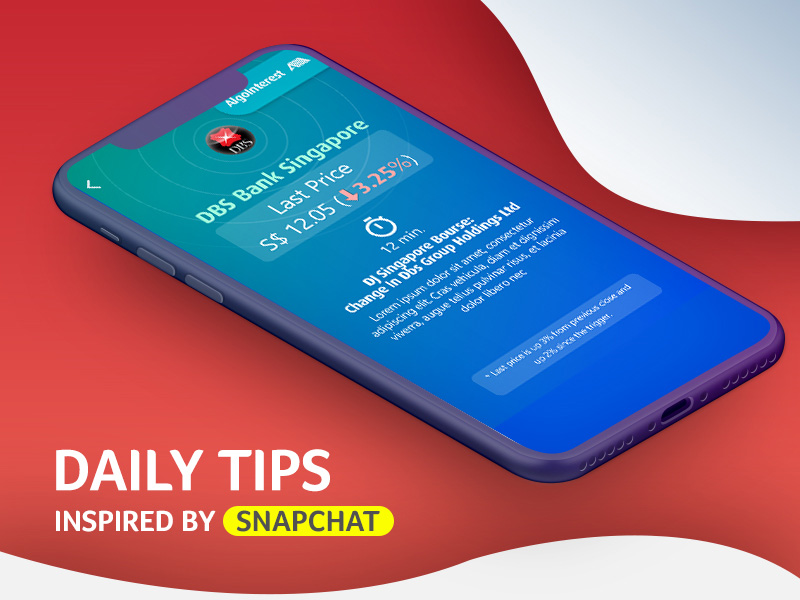 AlgoInterest
DBS
DBS Bank Singapore
Last Price
S$ 12.05 (↓3.25%)
12 min.
DJ Singapore Bourse:
Change in Dbs Group Holdings Ltd
Lorem ipsum dolor sit amet, consectetur
adipiscing elit. Cras vehicula, diam et dignissim
viverra, augue tellus pulvinar risus, et lacinia
dolor libero nec
* Last price is up 3% from previous close and
up 2% since the trigger.
DAILY TIPS
INSPIRED BY SNAPCHAT